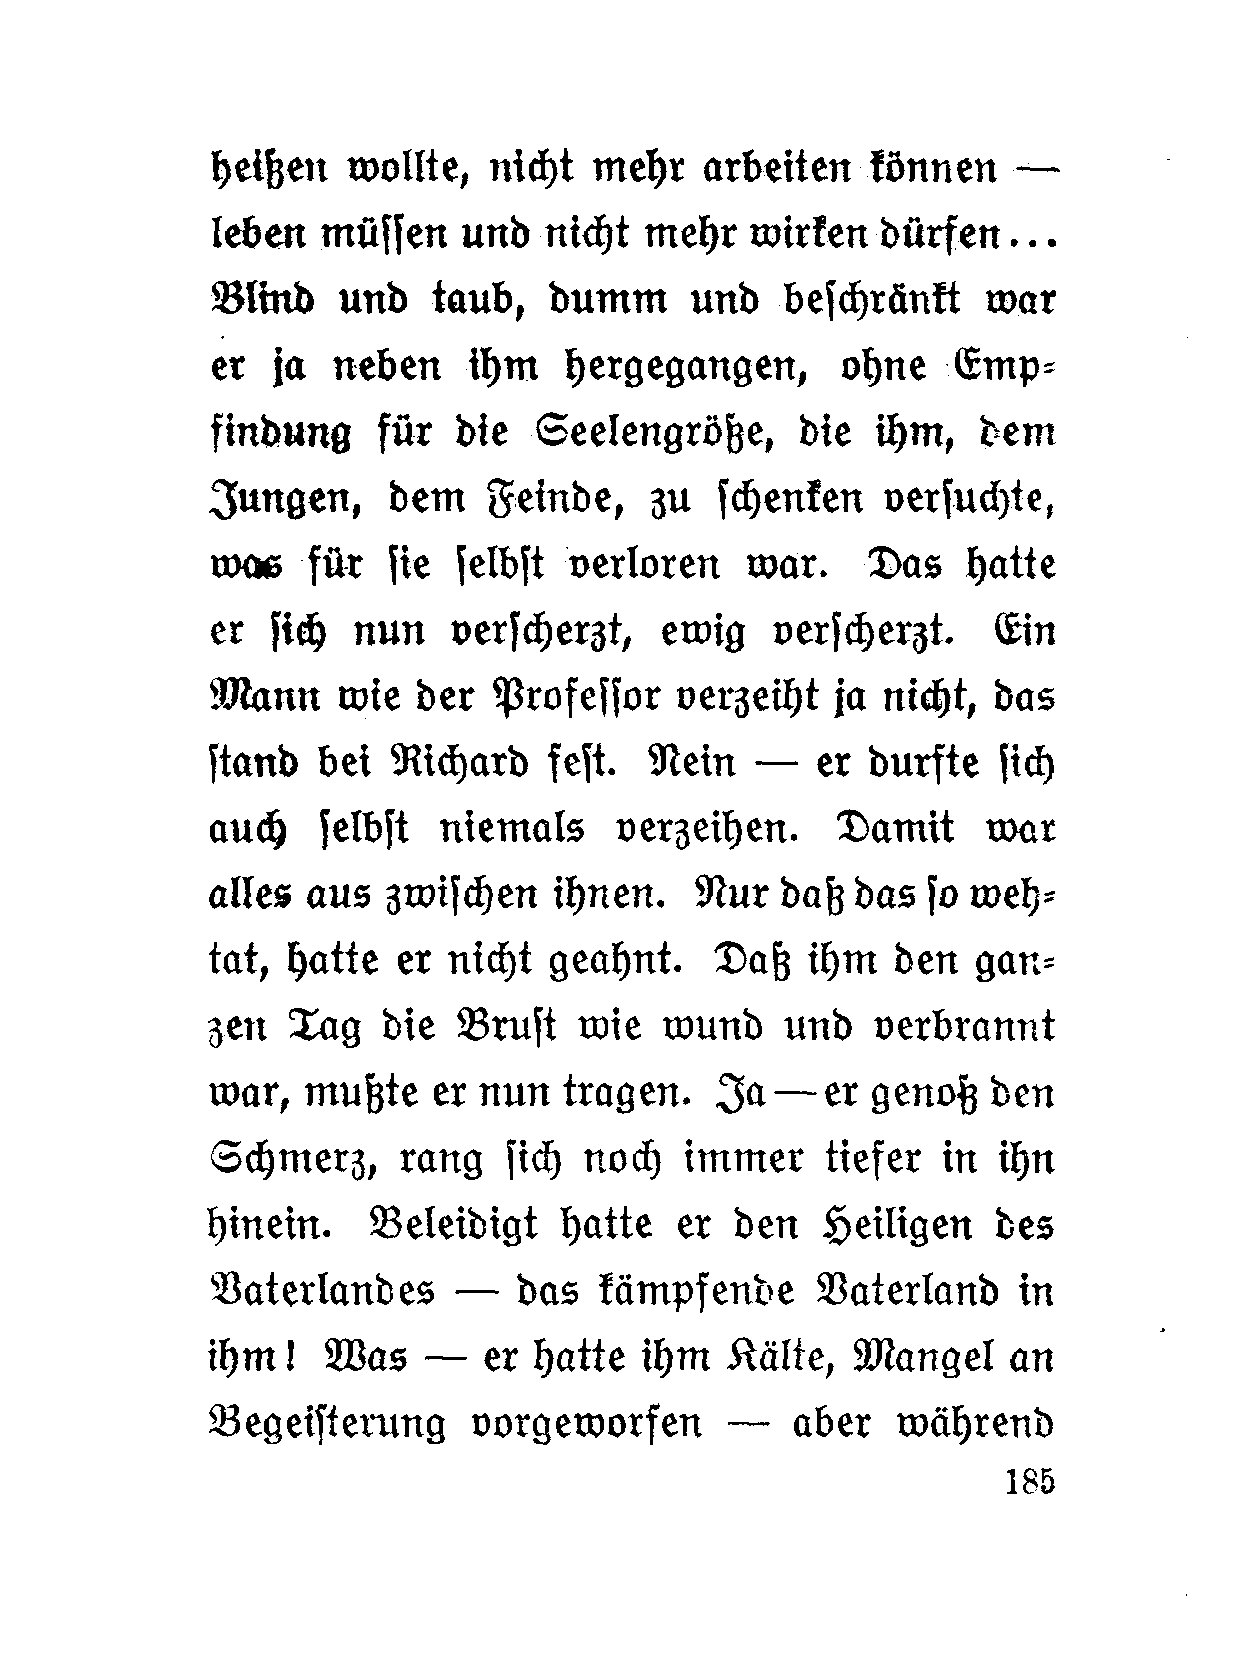 heißen wollte, nicht mehr arbeiten können —
leben müssen und nicht mehr wirken dürfen...
Blind und taub, dumm und beschränkt war
er ja neben ihm hergegangen, ohne Emp-
findung für die Seelengröße, die ihm, dem
Jungen, dem Feinde, zu schenken versuchte,
was für sie selbst verloren war. Das hatte
er sich nun verscherzt, ewig verscherzt. Ein
Mann wie der Professor verzeiht ja nicht, das
stand bei Richard fest. Nein — er durfte sich
auch selbst niemals verzeihen. Damit war
alles aus zwischen ihnen. Nur daß das so weh-
tat, hatte er nicht geahnt. Daß ihm den gan-
zen Tag die Brust wie wund und verbrannt
war, mußte er nun tragen. Ja — er genoß den
Schmerz, rang sich noch immer tiefer in ihn
hinein. Beleidigt hatte er den Heiligen des
Vaterlandes — das kämpfende Vaterland in
ihm! Was — er hatte ihm Kälte, Mangel an
Begeisterung vorgeworfen — aber während
185